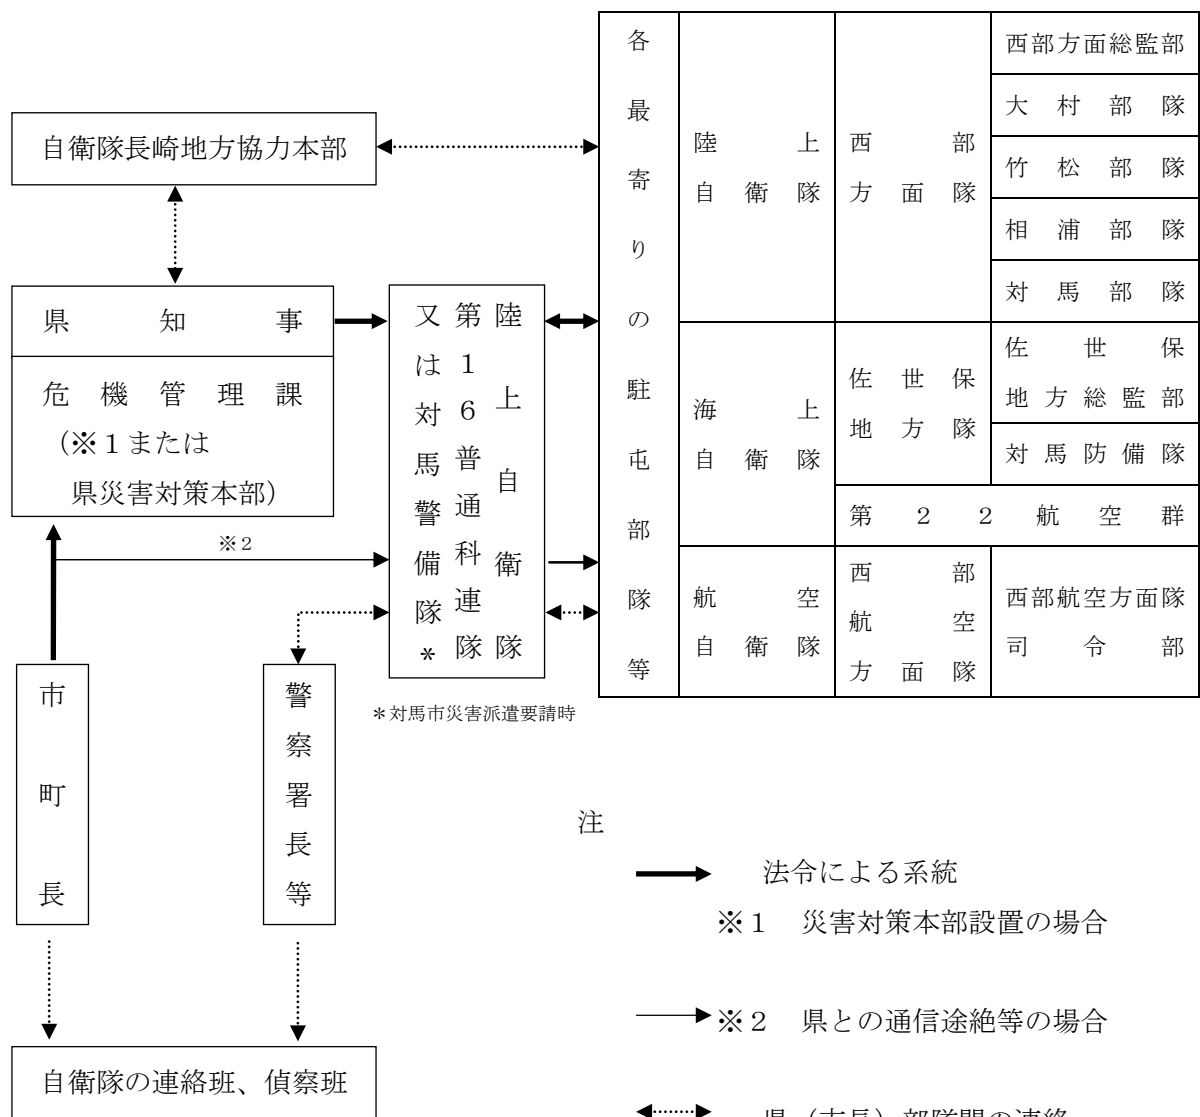 自衛隊長崎地方協力本部
県知事
危機管理課
（※１または
県災害対策本部）
※２
陸上自衛隊
第１６普通科連隊
又は対馬警備隊＊
＊対馬市災害派遣要請時
市町長
警察署長等
自衛隊の連絡班、偵察班
各最寄りの駐屯部隊等
陸上
自衛隊
西部
方面隊
西部方面総監部
大村部隊
竹松部隊
相浦部隊
対馬部隊
海上
自衛隊
佐世保
地方隊
佐世保
地方総監部
対馬防備隊
第２２航空群
航空
自衛隊
西部
航空
方面隊
西部航空方面隊
司令部
注
法令による系統
※１　災害対策本部設置の場合
※２　県との通信途絶等の場合
県（市長）部隊間の連絡